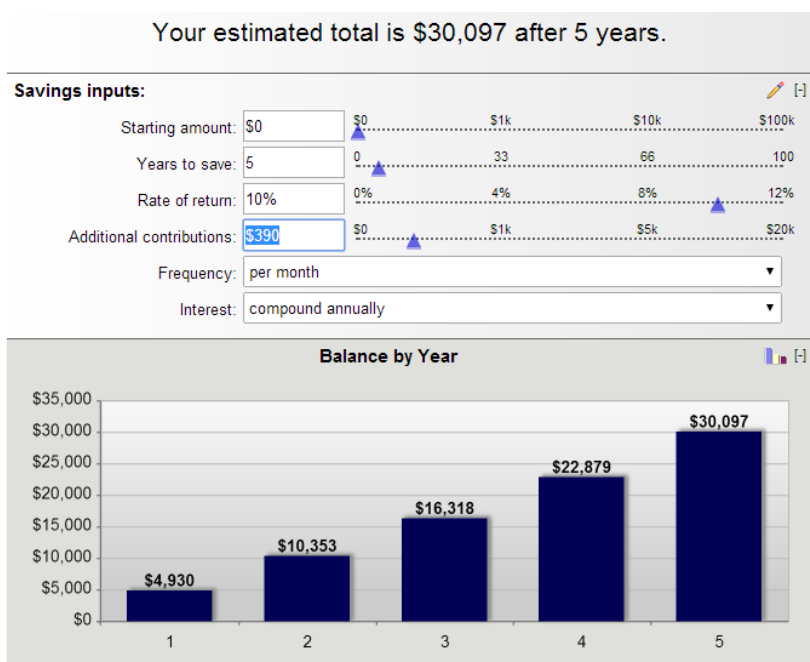 Your estimated total is $30,097 after 5 years.
Savings inputs: [-]
Starting amount: $0 $0 $1k $10k $100k
Years to save: 5 0 33 66 100
Rate of return: 10% 0% 4% 8% 12%
Additional contributions: $390 $0 $1k $5k $20k
Frequency: per month
Interest: compound annually
Balance by Year [-]
$35,000
$30,000
$25,000
$20,000
$15,000
$10,000
$5,000
$0
$4,930
$10,353
$16,318
$22,879
$30,097
1 2 3 4 5